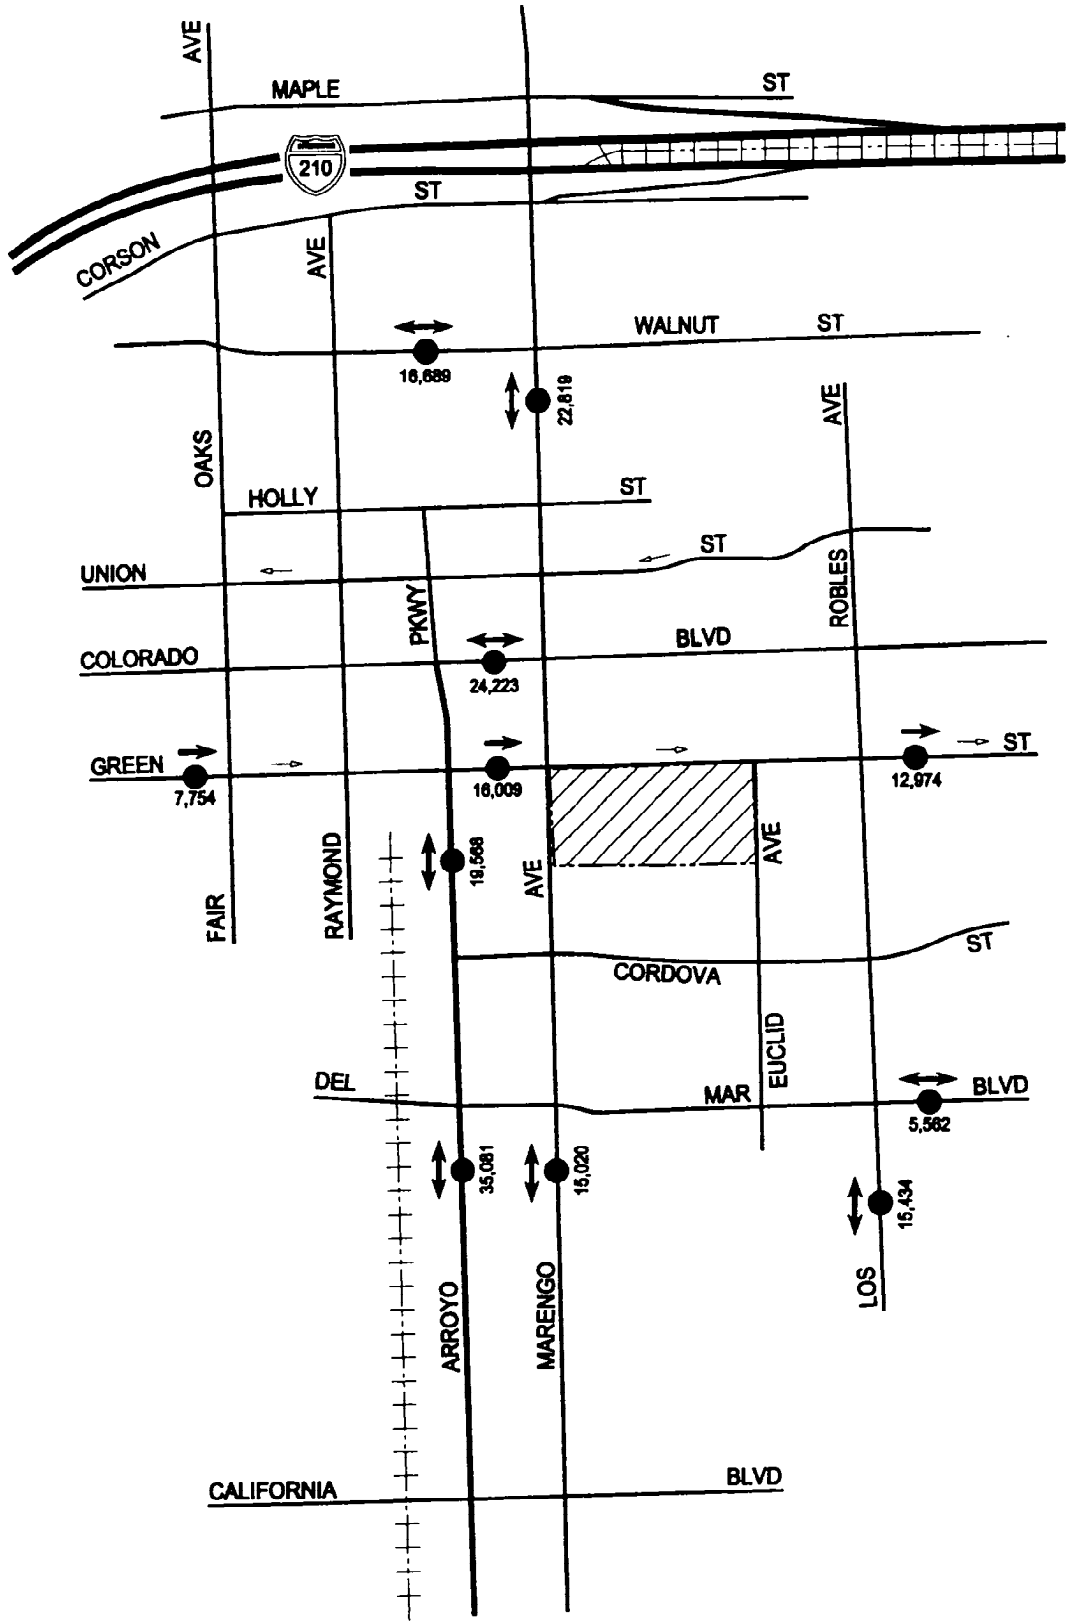 AVE
MAPLE ST
210
ST
CORSON
AVE
WALNUT ST
16,689
22,819
AVE
OAKS
HOLLY ST
UNION ST
PKWY
ROBLES
COLORADO BLVD
24,223
GREEN ST
7,754
16,009
12,974
19,568
FAIR
RAYMOND
AVE
AVE
CORDOVA ST
EUCLID
DEL MAR BLVD
5,562
35,081
15,020
15,434
LOS
ARROYO
MARENGO
CALIFORNIA BLVD